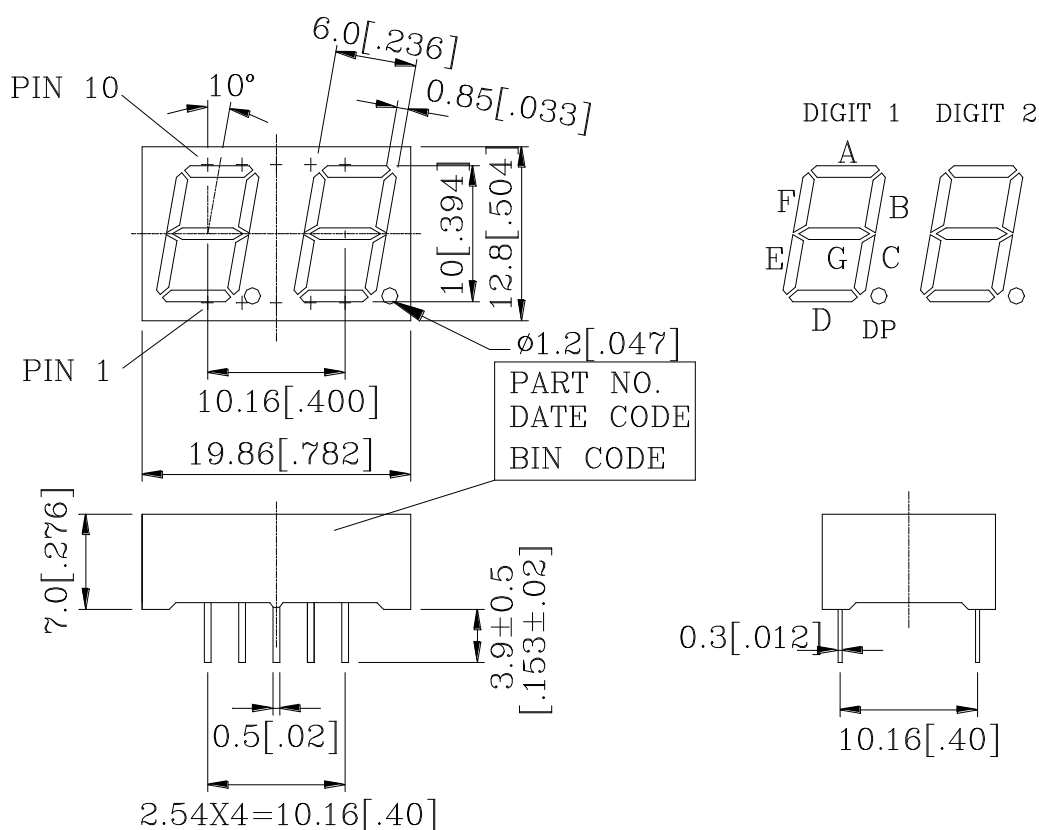 6.0[.236]
PIN 10
10°
0.85[.033]
DIGIT 1 DIGIT 2
A
F
B
E
G
C
D
DP
10[.394]
12.8[.504]
ø1.2[.047]
PIN 1
10.16[.400]
19.86[.782]
PART NO.
DATE CODE
BIN CODE
7.0[.276]
3.9±0.5
[.153±.02]
0.5[.02]
2.54X4=10.16[.40]
0.3[.012]
10.16[.40]